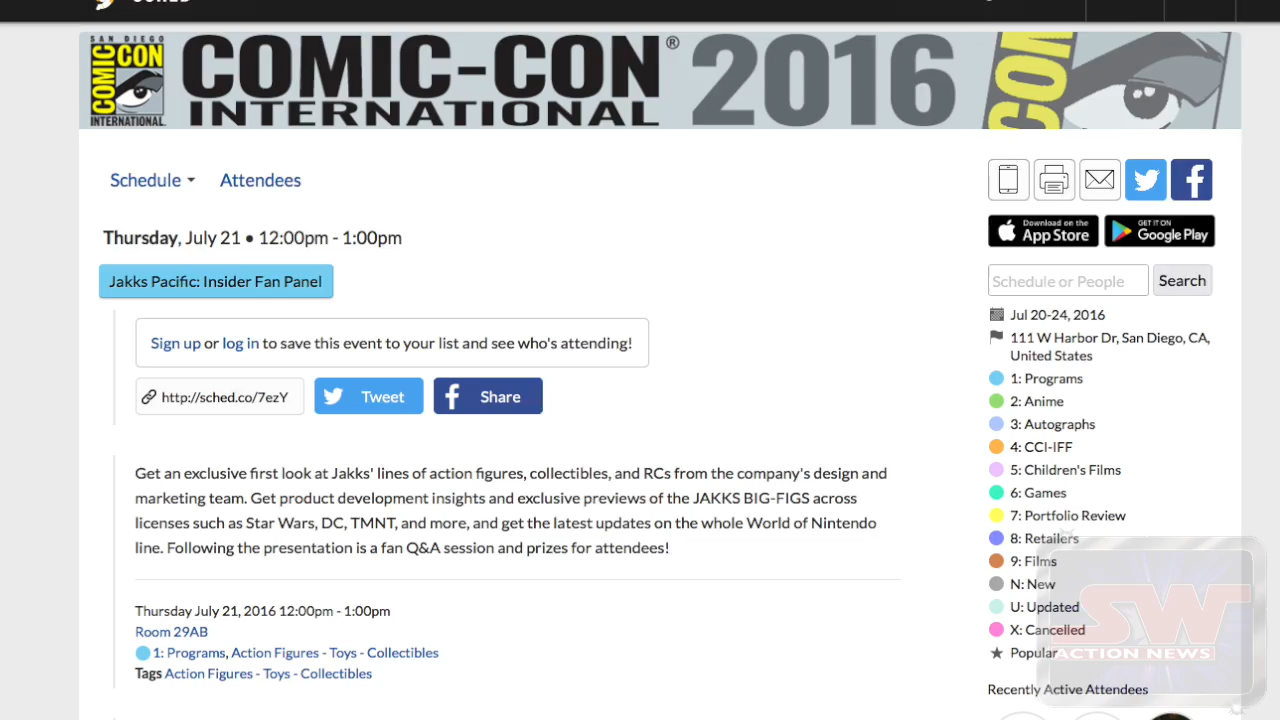 SAN DIEGO
COMIC CON
INTERNATIONAL
COMIC-CON®
INTERNATIONAL
2016
CON
Schedule
Attendees
Thursday, July 21 • 12:00pm - 1:00pm
Jakks Pacific: Insider Fan Panel
Sign up or log in to save this event to your list and see who's attending!
http://sched.co/7ezY
Tweet
Share
Get an exclusive first look at Jakks' lines of action figures, collectibles, and RCs from the company's design and
marketing team. Get product development insights and exclusive previews of the JAKKS BIG-FIGS across
licenses such as Star Wars, DC, TMNT, and more, and get the latest updates on the whole World of Nintendo
line. Following the presentation is a fan Q&A session and prizes for attendees!
Thursday July 21, 2016 12:00pm - 1:00pm
Room 29AB
1: Programs, Action Figures - Toys - Collectibles
Tags Action Figures - Toys - Collectibles
Download on the
App Store
GET IT ON
Google Play
Schedule or People
Search
Jul 20-24, 2016
111 W Harbor Dr, San Diego, CA,
United States
1: Programs
2: Anime
3: Autographs
4: CCI-IFF
5: Children's Films
6: Games
7: Portfolio Review
8: Retailers
9: Films
N: New
U: Updated
X: Cancelled
Popular
Recently Active Attendees
SW
ACTION NEWS